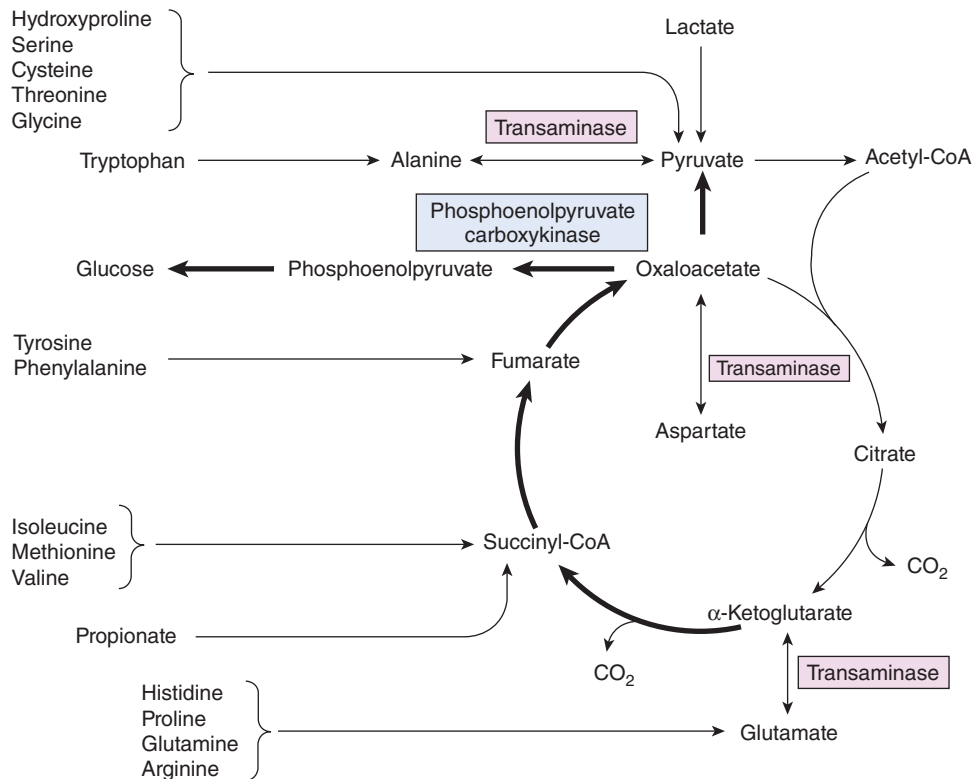 Hydroxyproline
Serine
Cysteine
Threonine
Glycine
Lactate
Transaminase
Tryptophan
Alanine
Pyruvate
Acetyl-CoA
Phosphoenolpyruvate
carboxykinase
Glucose
Phosphoenolpyruvate
Oxaloacetate
Tyrosine
Phenylalanine
Fumarate
Transaminase
Aspartate
Citrate
Isoleucine
Methionine
Valine
Succinyl-CoA
CO₂
α-Ketoglutarate
Propionate
CO₂
Transaminase
Histidine
Proline
Glutamine
Arginine
Glutamate